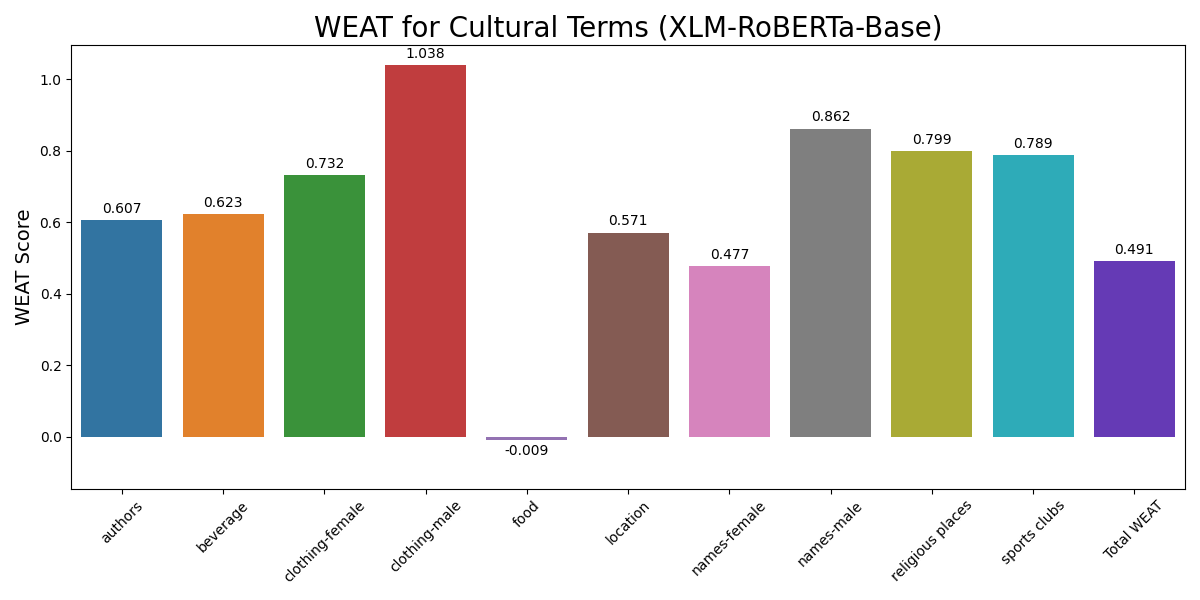 WEAT for Cultural Terms (XLM-RoBERTa-Base)
WEAT Score
1.0
0.8
0.6
0.4
0.2
0.0
0.607
0.623
0.732
1.038
-0.009
0.571
0.477
0.862
0.799
0.789
0.491
authors
beverage
clothing-female
clothing-male
food
location
names-female
names-male
religious places
sports clubs
Total WEAT